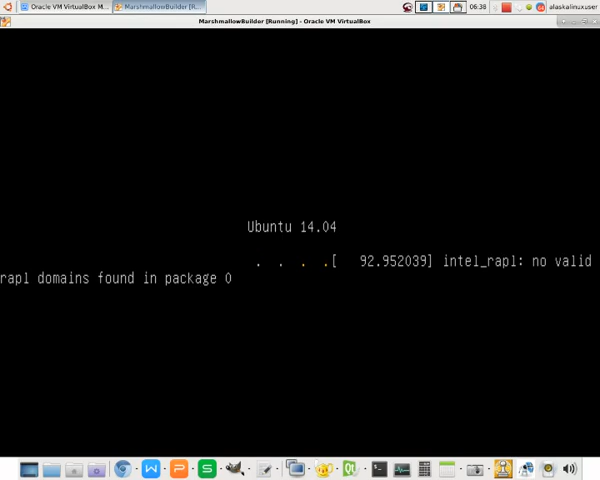 Oracle VM VirtualBox M...
MarshmallowBuilder [R...
06:38
alaskalinuxuser
MarshmallowBuilder [Running] - Oracle VM VirtualBox
Ubuntu 14.04
. . . .[ 92.952039] intel_rapl: no valid
rapl domains found in package 0
W P S
Qt